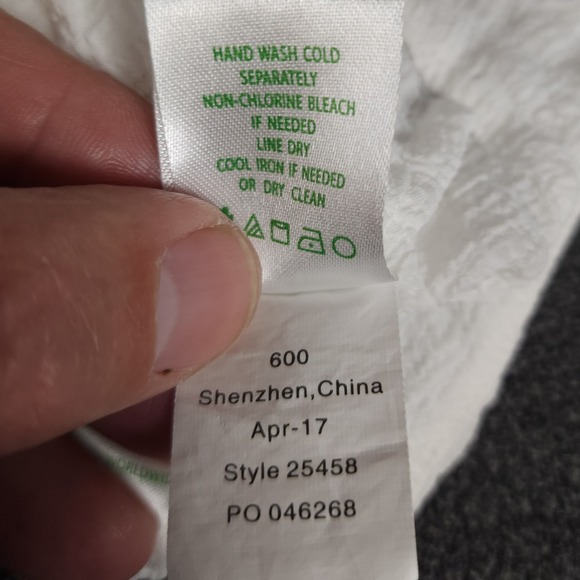 HAND WASH COLD
SEPARATELY
NON-CHLORINE BLEACH
IF NEEDED
LINE DRY
COOL IRON IF NEEDED
OR DRY CLEAN
600
Shenzhen,China
Apr-17
Style 25458
PO 046268